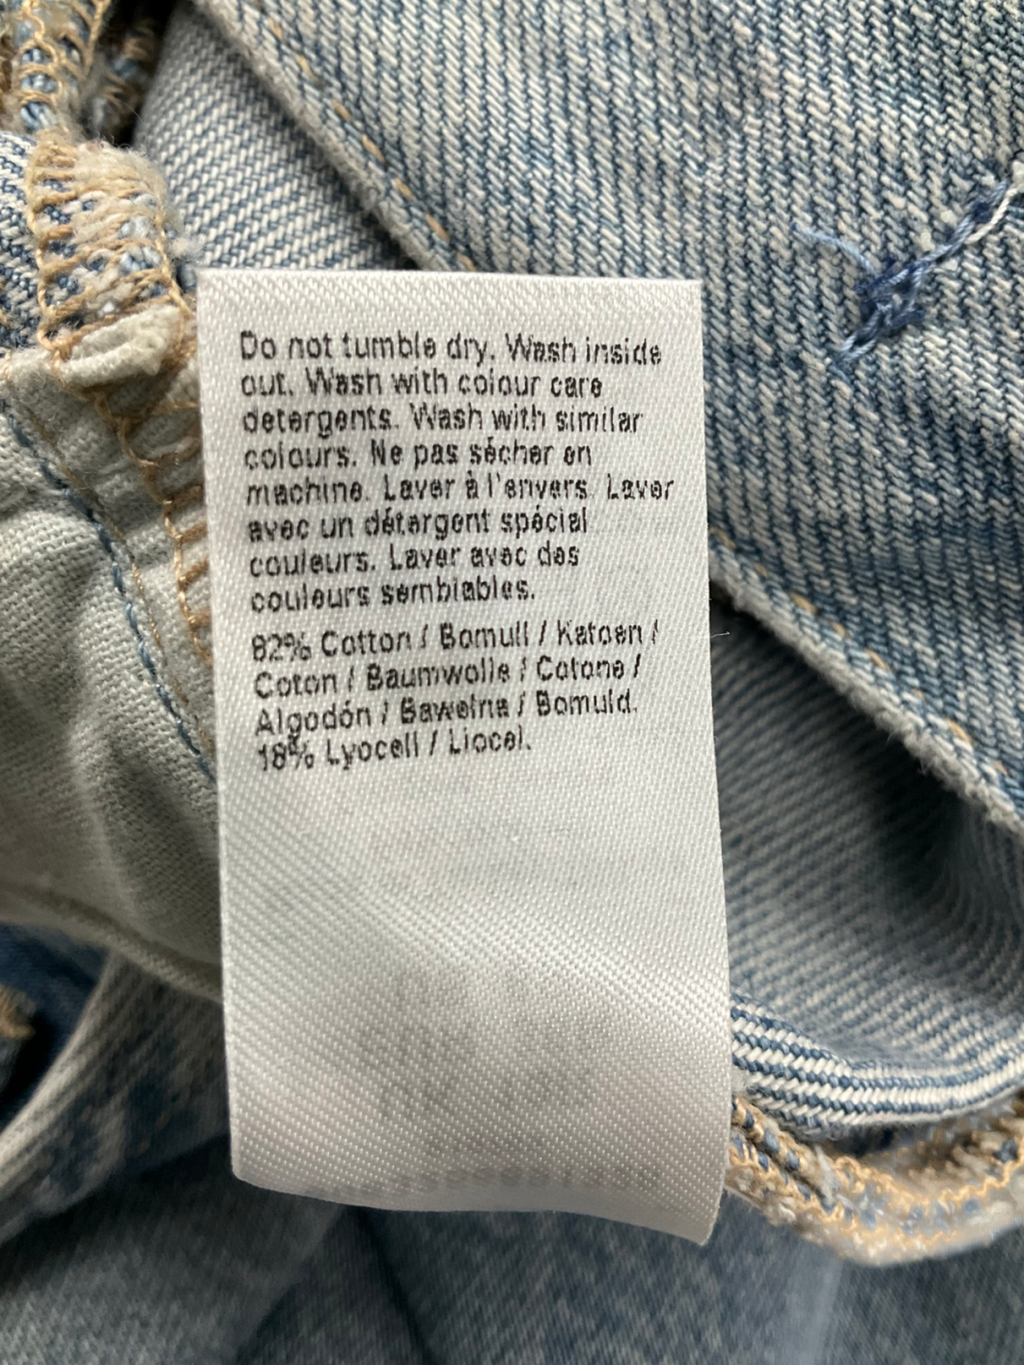 Do not tumble dry. Wash inside
out. Wash with colour care
detergents. Wash with similar
colours. Ne pas sécher en
machine. Laver à l'envers. Laver
avec un détergent spécial
couleurs. Laver avec des
couleurs semblables.
82% Cotton / Bomull / Katoen /
Coton / Baumwolle / Cotone /
Algodón / Bawełna / Bomuld.
18% Lyocell / Liocel.